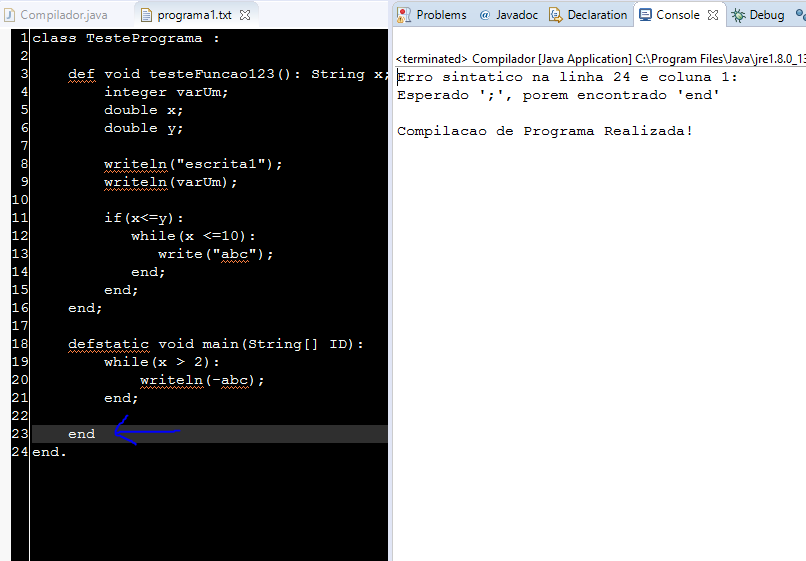 Compilador.java programa1.txt
1 class TestePrograma :
2
3 def void testeFuncao123(): String x;
4 integer varUm;
5 double x;
6 double y;
7
8 writeln("escrita1");
9 writeln(varUm);
10
11 if(x<=y):
12 while(x <=10):
13 write("abc");
14 end;
15 end;
16 end;
17
18 defstatic void main(String[] ID):
19 while(x > 2):
20 writeln(-abc);
21 end;
22
23 end
24 end.
Problems @ Javadoc Declaration Console Debug
<terminated> Compilador [Java Application] C:\Program Files\Java\jre1.8.0_13
Erro sintatico na linha 24 e coluna 1:
Esperado ';', porem encontrado 'end'
Compilacao de Programa Realizada!